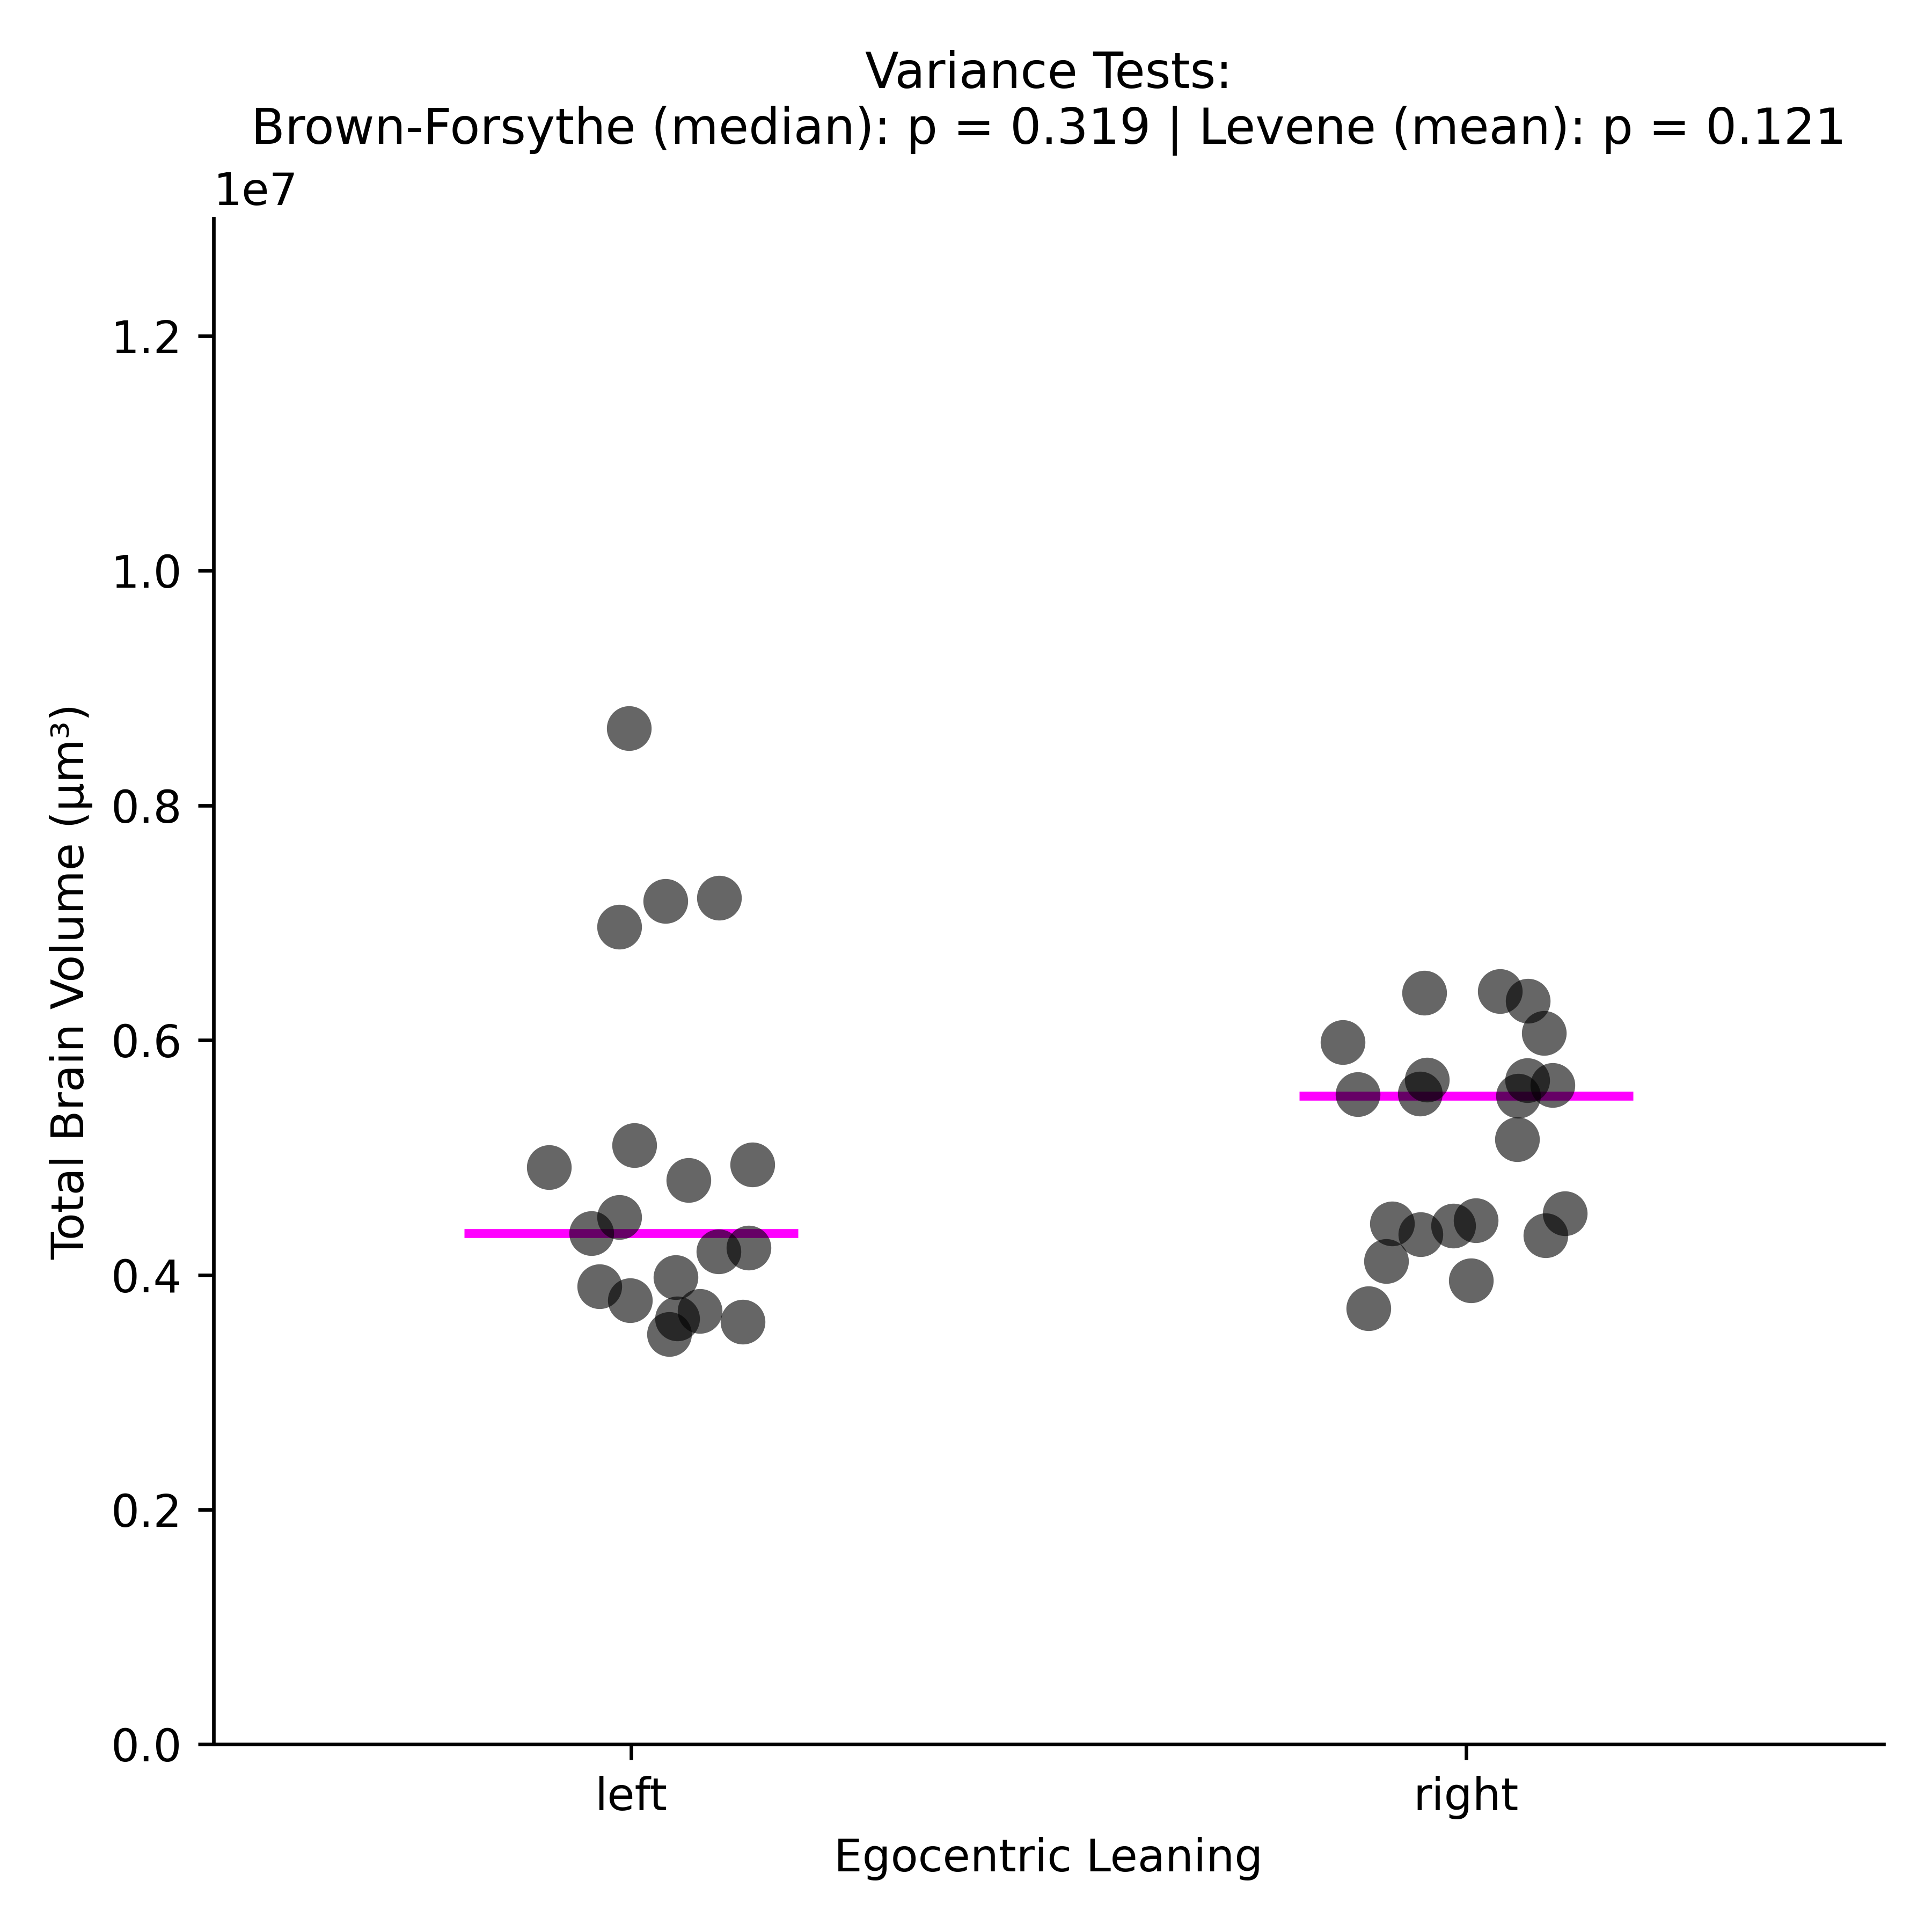 Variance Tests:
Brown-Forsythe (median): p = 0.319 | Levene (mean): p = 0.121
1e7
1.2
1.0
0.8
0.6
0.4
0.2
0.0
Total Brain Volume (µm³)
left right
Egocentric Leaning